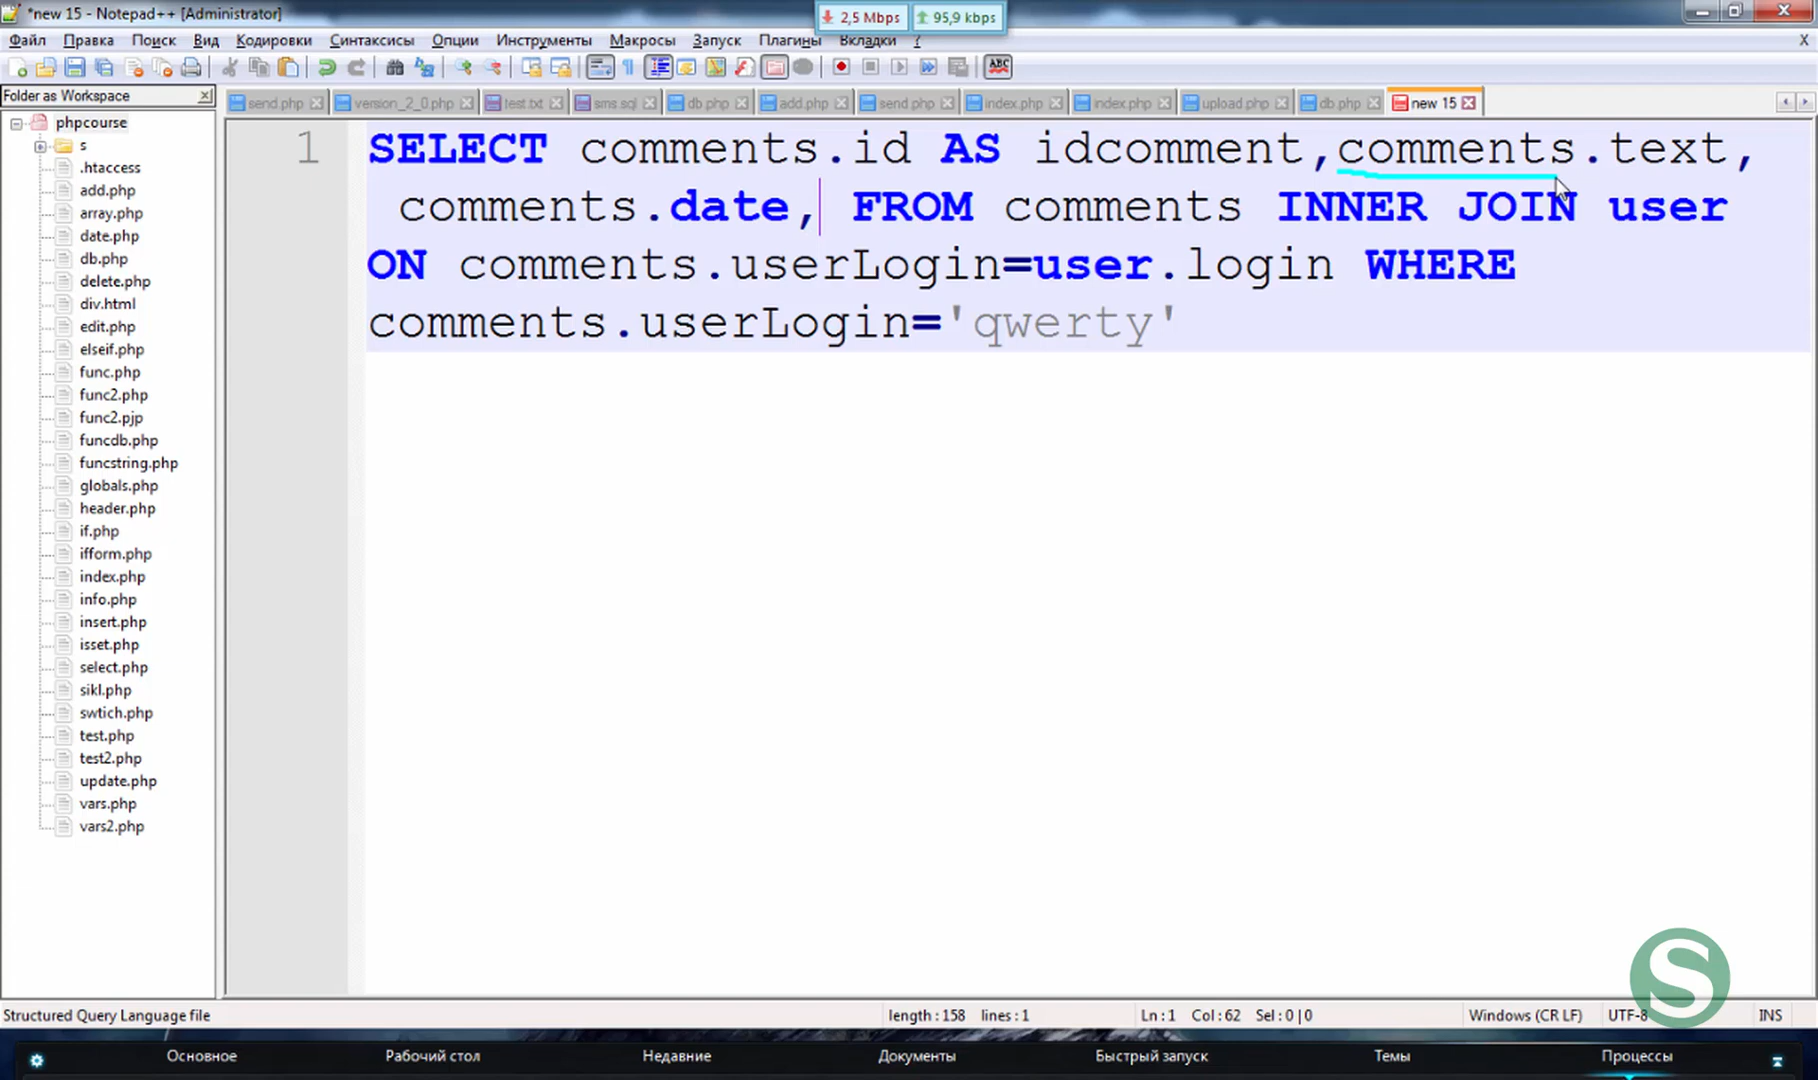 *new 15 - Notepad++ [Administrator]
2,5 Mbps 95,9 kbps
Файл Правка Поиск Вид Кодировки Синтаксисы Опции Инструменты Макросы Запуск Плагины Вкладки ? X
ABC
Folder as Workspace
send.php version_2_0.php test.txt sms.sql db.php add.php send.php index.php index.php upload.php db.php new 15
phpcourse
s
.htaccess
add.php
array.php
date.php
db.php
delete.php
div.html
edit.php
elseif.php
func.php
func2.php
func2.pjp
funcdb.php
funcstring.php
globals.php
header.php
if.php
ifform.php
index.php
info.php
insert.php
isset.php
select.php
sikl.php
swtich.php
test.php
test2.php
update.php
vars.php
vars2.php
1 SELECT comments.id AS idcomment,comments.text,
comments.date, FROM comments INNER JOIN user
ON comments.userLogin=user.login WHERE
comments.userLogin='qwerty'
S
Structured Query Language file length : 158 lines : 1 Ln : 1 Col : 62 Sel : 0 | 0 Windows (CR LF) UTF-8 INS
Основное Рабочий стол Недавние Документы Быстрый запуск Темы Процессы